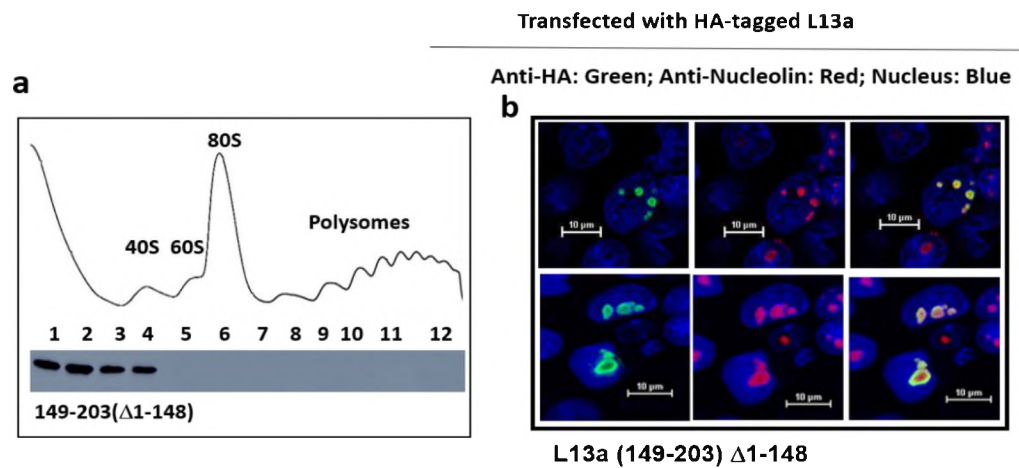 Transfected with HA-tagged L13a
Anti-HA: Green; Anti-Nucleolin: Red; Nucleus: Blue
a
80S
40S 60S
Polysomes
1 2 3 4 5 6 7 8 9 10 11 12
149-203(Δ1-148)
b
10 μm
10 μm
10 μm
10 μm
10 μm
10 μm
L13a (149-203) Δ1-148